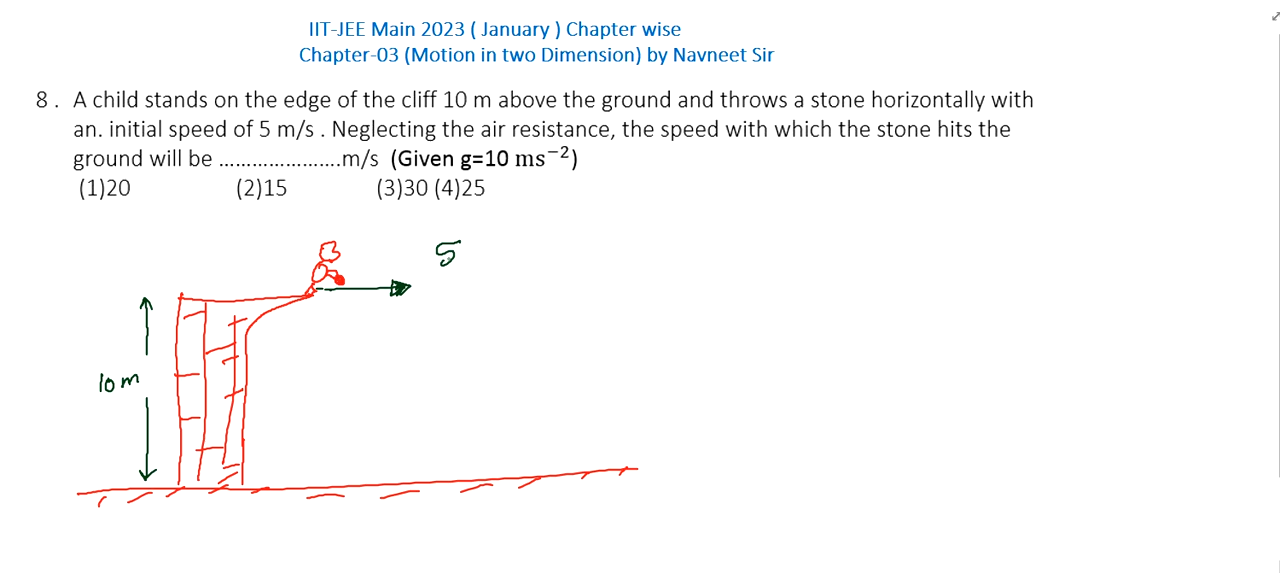 IIT-JEE Main 2023 ( January ) Chapter wise
Chapter-03 (Motion in two Dimension) by Navneet Sir
8 . A child stands on the edge of the cliff 10 m above the ground and throws a stone horizontally with
an. initial speed of 5 m/s . Neglecting the air resistance, the speed with which the stone hits the
ground will be .....................m/s (Given g=10 ms⁻²)
(1)20 (2)15 (3)30 (4)25
5
10 m